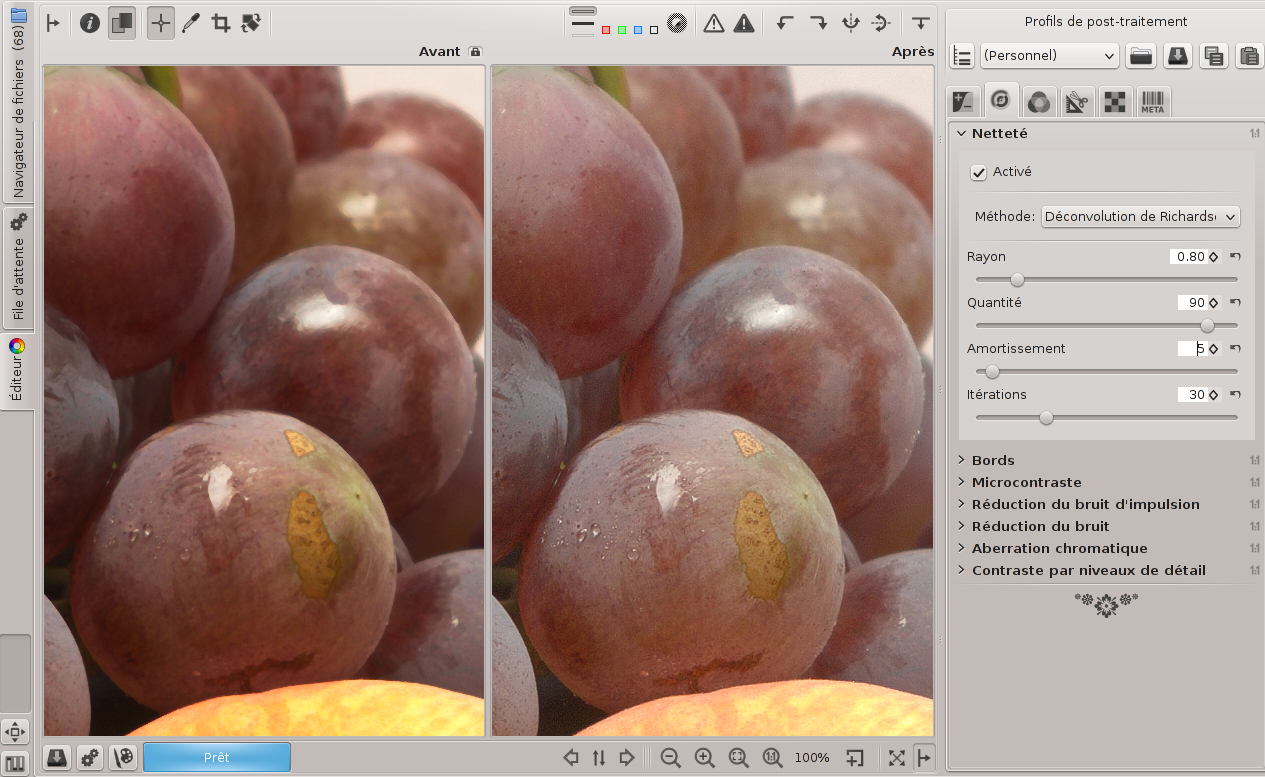 Navigateur de fichiers (68)
File d'attente
Éditeur
Avant
Après
Prêt
100%
Profils de post-traitement
(Personnel)
META
Netteté 1:1
Activé
Méthode: Déconvolution de Richards
Rayon 0.80
Quantité 90
Amortissement 5
Itérations 30
Bords 1:1
Microcontraste 1:1
Réduction du bruit d'impulsion 1:1
Réduction du bruit 1:1
Aberration chromatique 1:1
Contraste par niveaux de détail 1:1